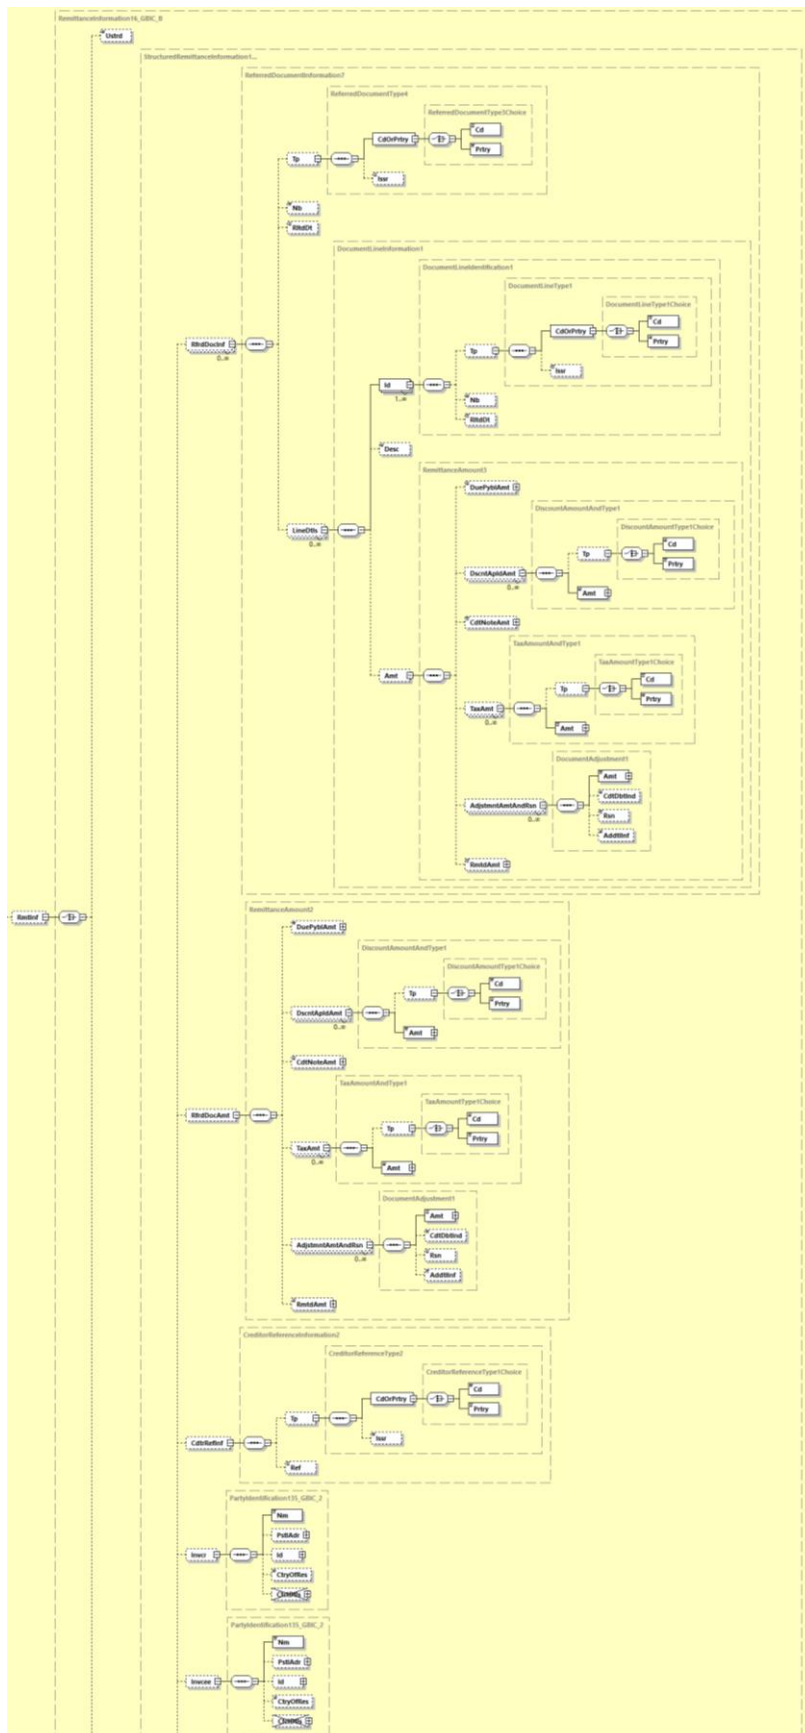 RemittanceInformation16_GBIC_B
Ustrd
StructuredRemittanceInformation1...
ReferredDocumentInformation7
ReferredDocumentType4
ReferredDocumentType3Choice
Cd
CdOrPrtry
Prtry
Tp
Issr
Nb
RltdDt
DocumentLineInformation1
DocumentLineIdentification1
DocumentLineType1
DocumentLineType1Choice
Cd
CdOrPrtry
Prtry
RfrdDocInf
0..∞
Tp
Issr
Id
1..∞
Nb
RltdDt
Desc
RemittanceAmount3
DuePyblAmt
DiscountAmountAndType1
DiscountAmountType1Choice
LineDtls
0..∞
Cd
Tp
Prtry
DscntApldAmt
0..∞
Amt
CdtNoteAmt
TaxAmountAndType1
TaxAmountType1Choice
Amt
Cd
Tp
Prtry
TaxAmt
0..∞
Amt
DocumentAdjustment1
Amt
CdtDbtInd
AdjstmntAmtAndRsn
0..∞
Rsn
AddtlInf
RmtdAmt
RmtInf
RemittanceAmount2
DuePyblAmt
DiscountAmountAndType1
DiscountAmountType1Choice
Cd
Tp
Prtry
DscntApldAmt
0..∞
Amt
CdtNoteAmt
TaxAmountAndType1
TaxAmountType1Choice
RfrdDocAmt
Cd
Tp
Prtry
TaxAmt
0..∞
Amt
DocumentAdjustment1
Amt
CdtDbtInd
AdjstmntAmtAndRsn
0..∞
Rsn
AddtlInf
RmtdAmt
CreditorReferenceInformation2
CreditorReferenceType2
CreditorReferenceType1Choice
Cd
CdOrPrtry
Prtry
Tp
Issr
CdtrRefInf
Ref
PartyIdentification135_GBIC_2
Nm
PstlAdr
Invcr
Id
CtryOfRes
CtctDtls
PartyIdentification135_GBIC_2
Nm
PstlAdr
Invcee
Id
CtryOfRes
CtctDtls